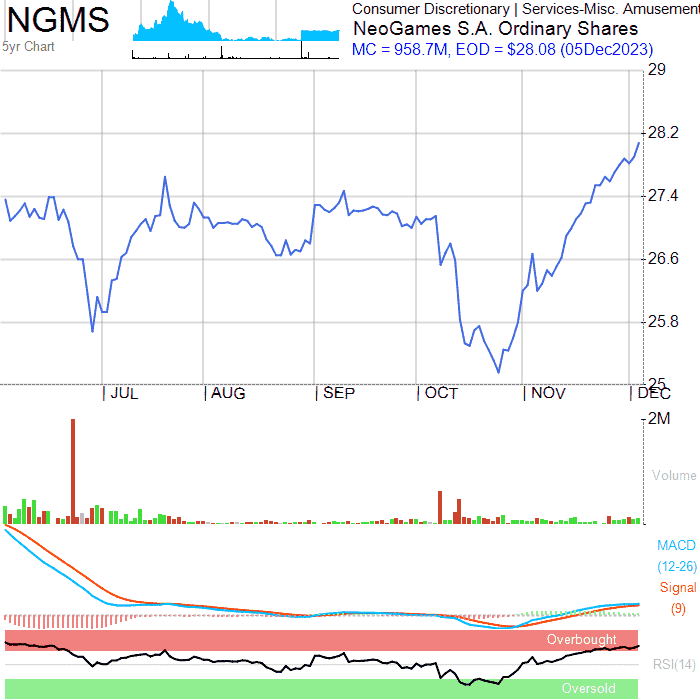 NGMS
5yr Chart
Consumer Discretionary | Services-Misc. Amusement
NeoGames S.A. Ordinary Shares
MC = 958.7M, EOD = $28.08 (05Dec2023)
29
28.2
27.4
26.6
25.8
25
JUL
AUG
SEP
OCT
NOV
DEC
2M
Volume
MACD
(12-26)
Signal
(9)
Overbought
RSI(14)
Oversold